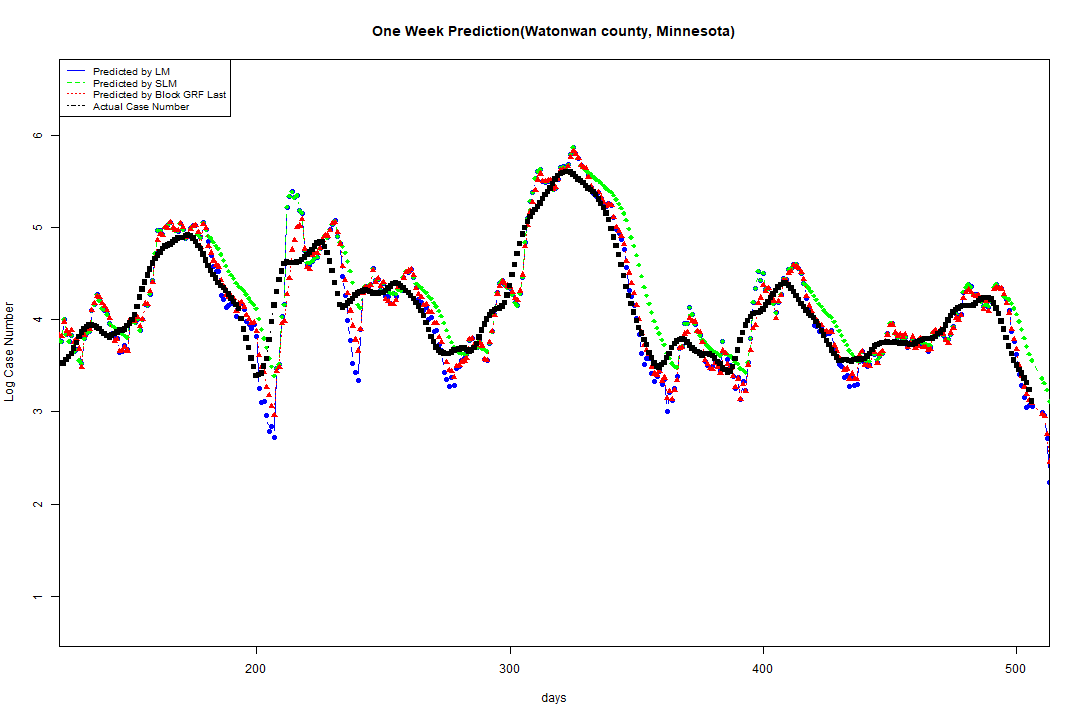 One Week Prediction(Watonwan county, Minnesota)
Predicted by LM
Predicted by SLM
Predicted by Block GRF Last
Actual Case Number
6
5
4
3
2
1
Log Case Number
200 300 400 500
days